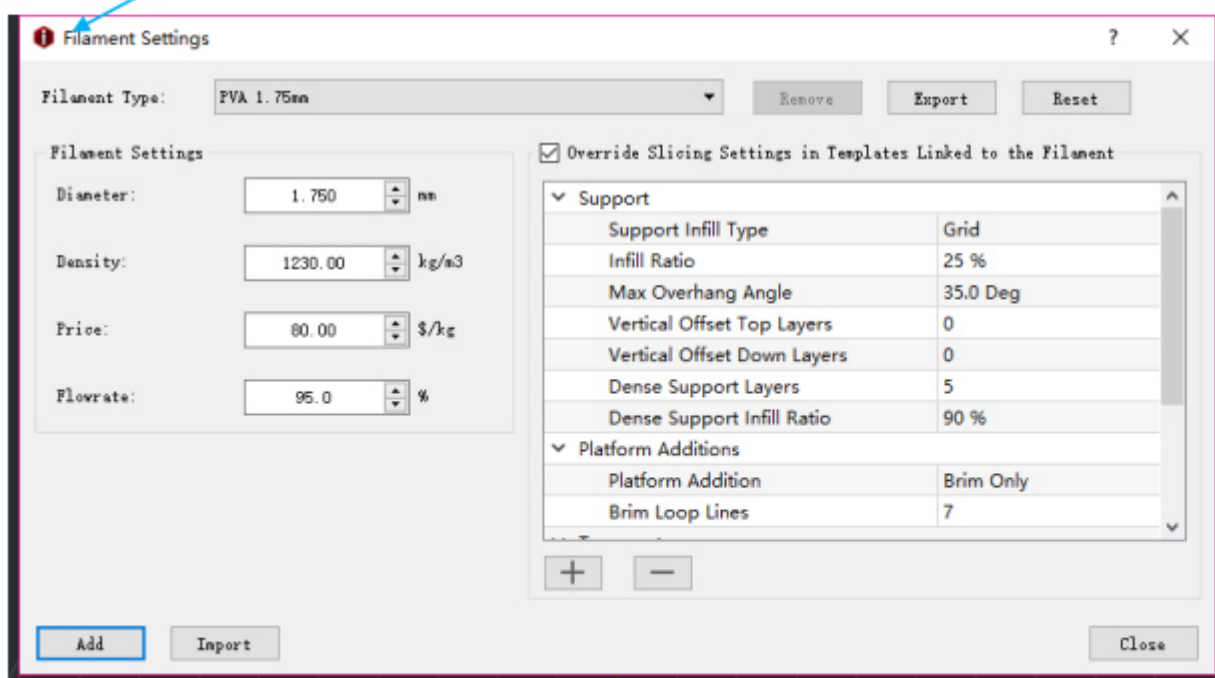 Filament Settings ?
Filament Type: PVA 1.75mm Remove Export Reset
Filament Settings
Diameter: 1.750 mm
Density: 1230.00 kg/m3
Price: 80.00 $/kg
Flowrate: 95.0 %
Override Slicing Settings in Templates Linked to the Filament
Support
Support Infill Type Grid
Infill Ratio 25 %
Max Overhang Angle 35.0 Deg
Vertical Offset Top Layers 0
Vertical Offset Down Layers 0
Dense Support Layers 5
Dense Support Infill Ratio 90 %
Platform Additions
Platform Addition Brim Only
Brim Loop Lines 7
Add Import Close